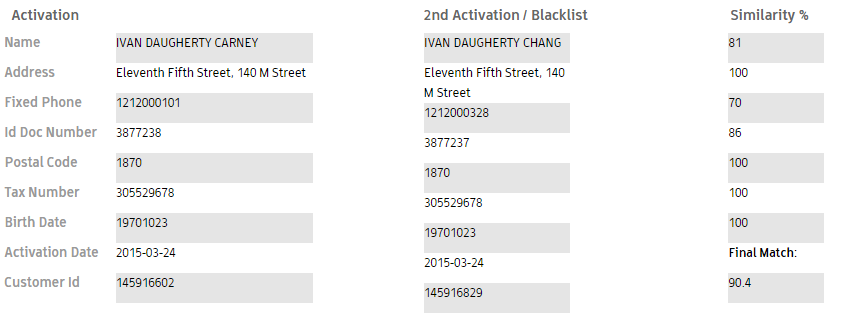 Activation 2nd Activation / Blacklist Similarity %
Name IVAN DAUGHERTY CARNEY IVAN DAUGHERTY CHANG 81
Address Eleventh Fifth Street, 140 M Street Eleventh Fifth Street, 140 100
M Street
Fixed Phone 1212000101 1212000328 70
Id Doc Number 3877238 3877237 86
Postal Code 1870 1870 100
Tax Number 305529678 305529678 100
Birth Date 19701023 19701023 100
Activation Date 2015-03-24 2015-03-24 Final Match:
Customer Id 145916602 145916829 90.4